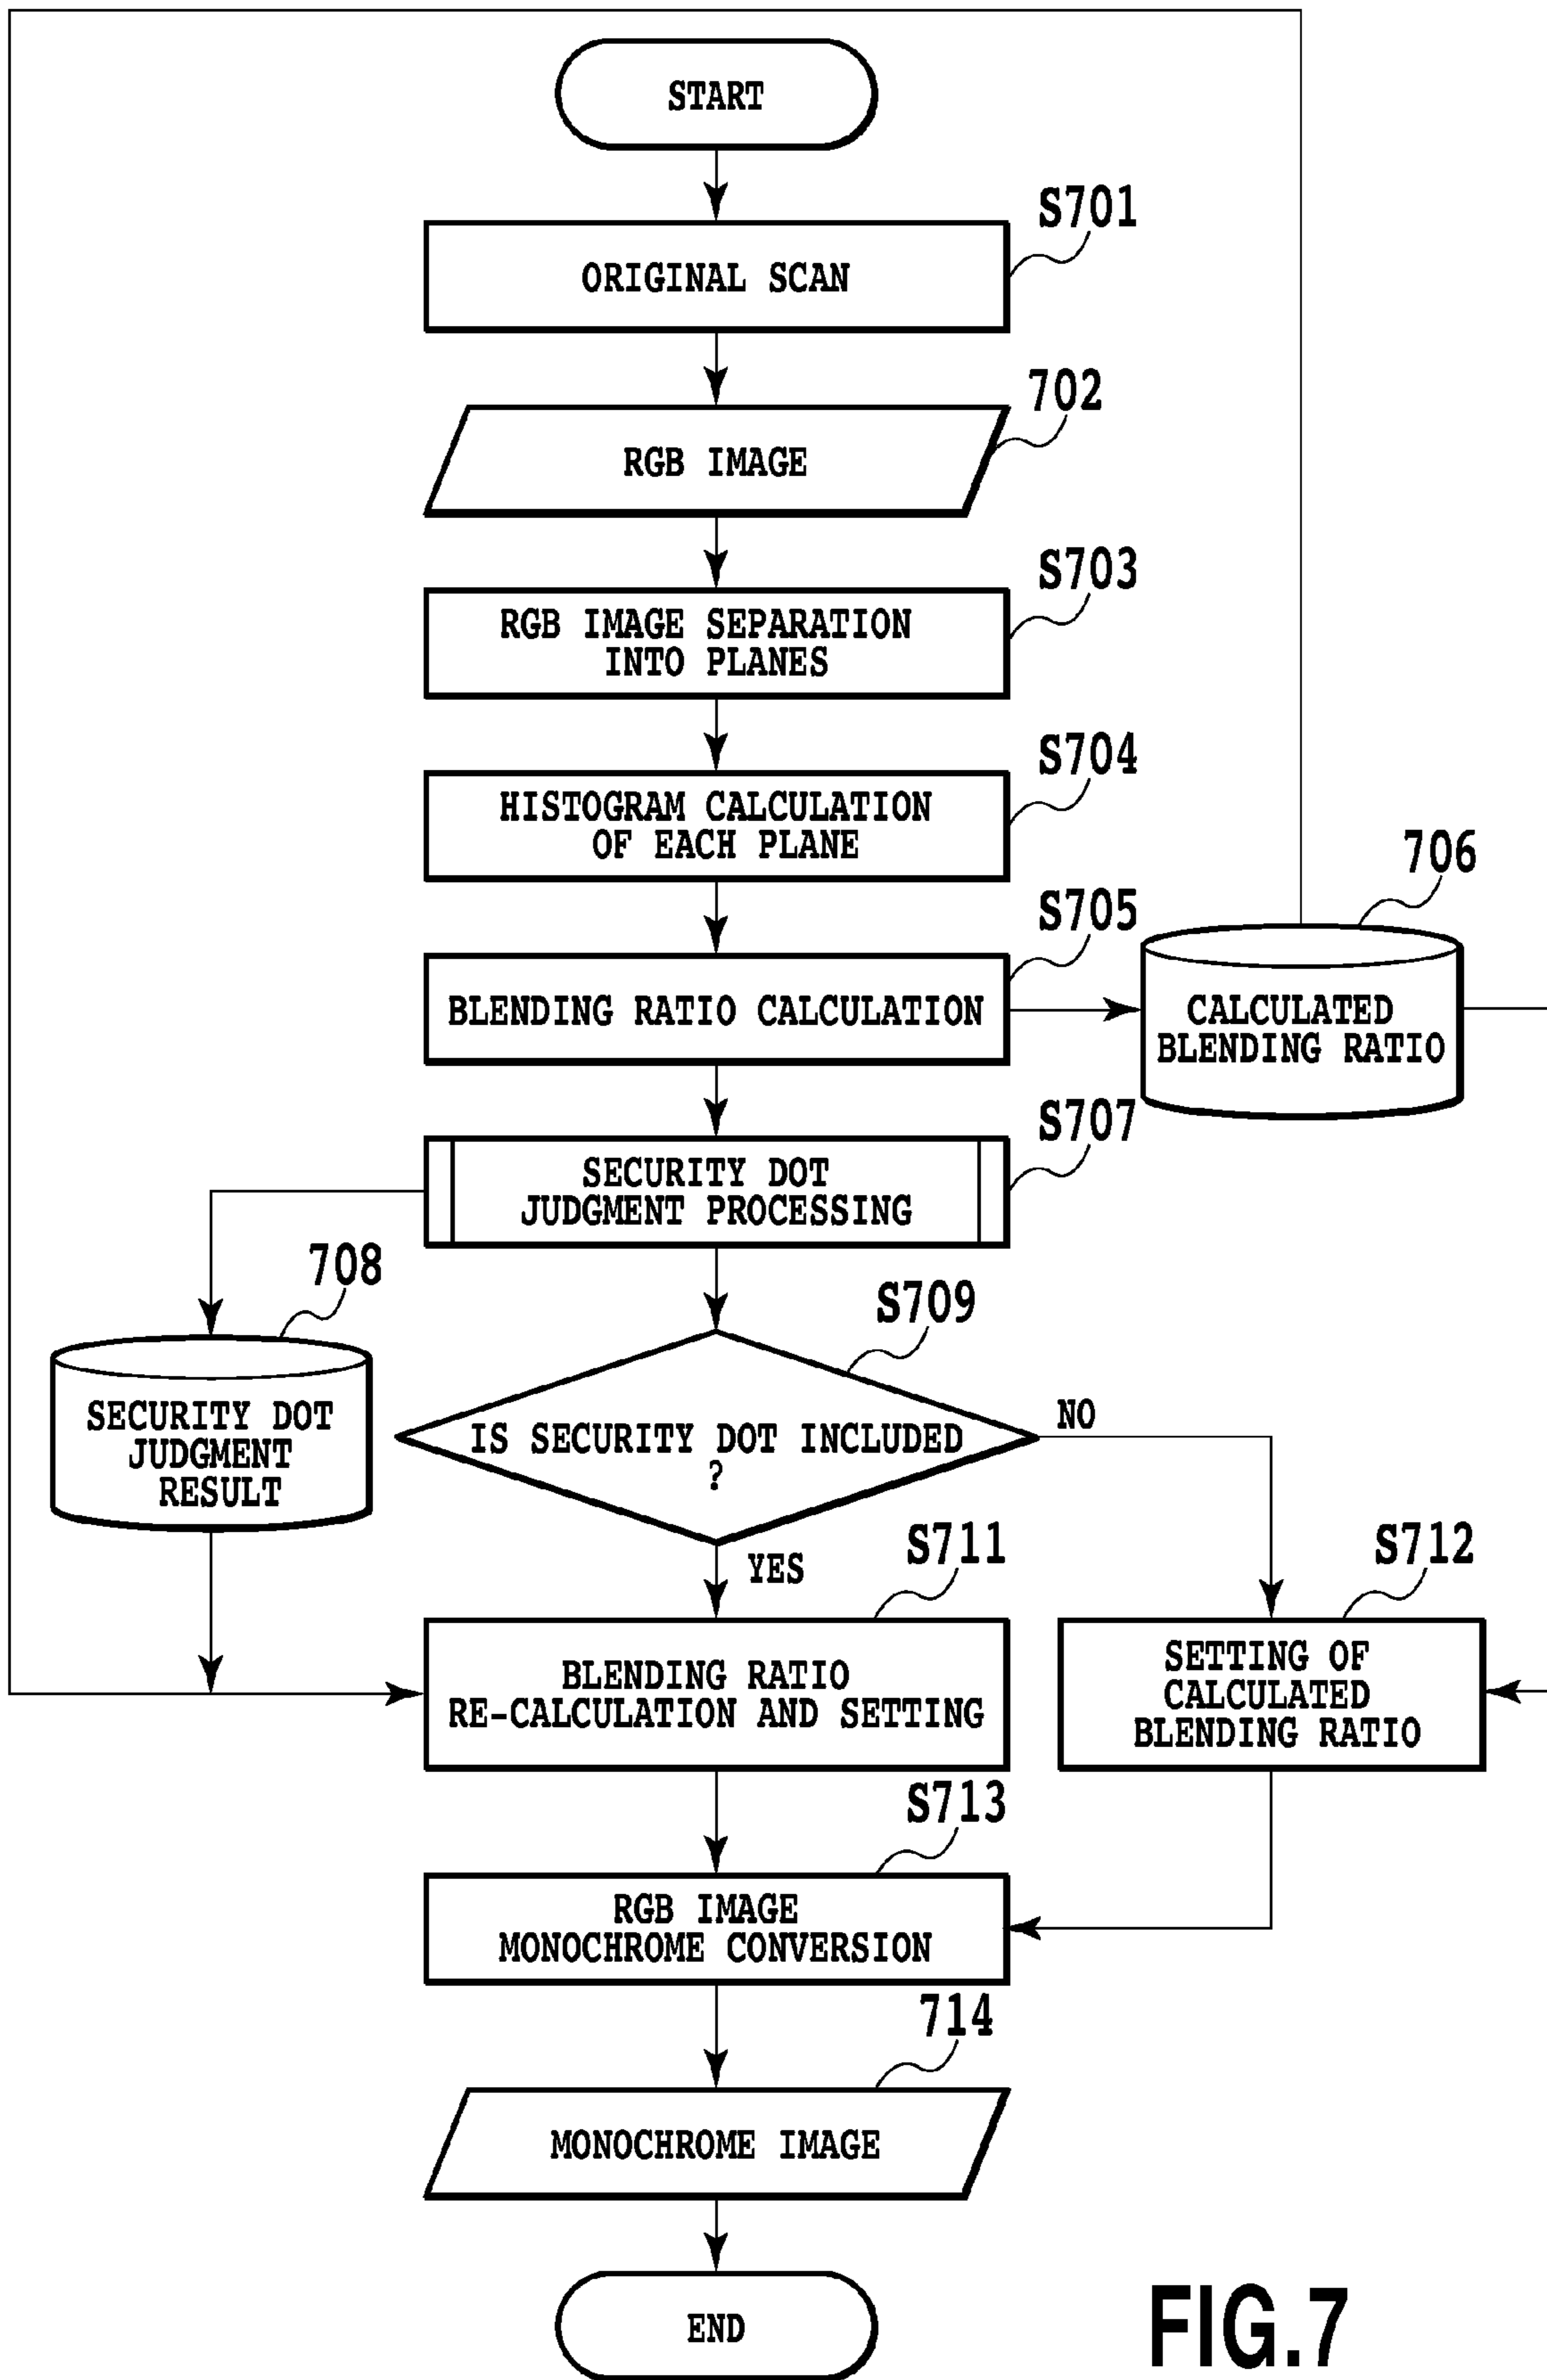 START
S701
ORIGINAL SCAN
702
RGB IMAGE
S703
RGB IMAGE SEPARATION
INTO PLANES
S704
HISTOGRAM CALCULATION
OF EACH PLANE
S705
BLENDING RATIO CALCULATION
706
CALCULATED
BLENDING RATIO
S707
SECURITY DOT
JUDGMENT PROCESSING
708
SECURITY DOT
JUDGMENT
RESULT
S709
IS SECURITY DOT INCLUDED
?
NO
YES
S711
BLENDING RATIO
RE-CALCULATION AND SETTING
S712
SETTING OF
CALCULATED
BLENDING RATIO
S713
RGB IMAGE
MONOCHROME CONVERSION
714
MONOCHROME IMAGE
END
FIG.7